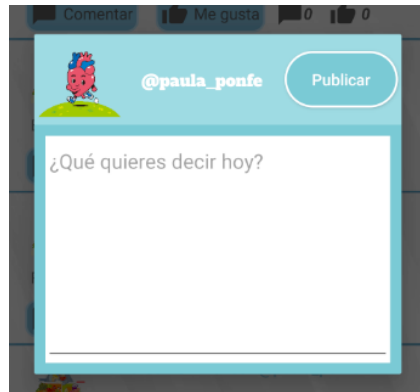 Comentar Me gusta 0 0
@paula_ponfe Publicar
¿Qué quieres decir hoy?